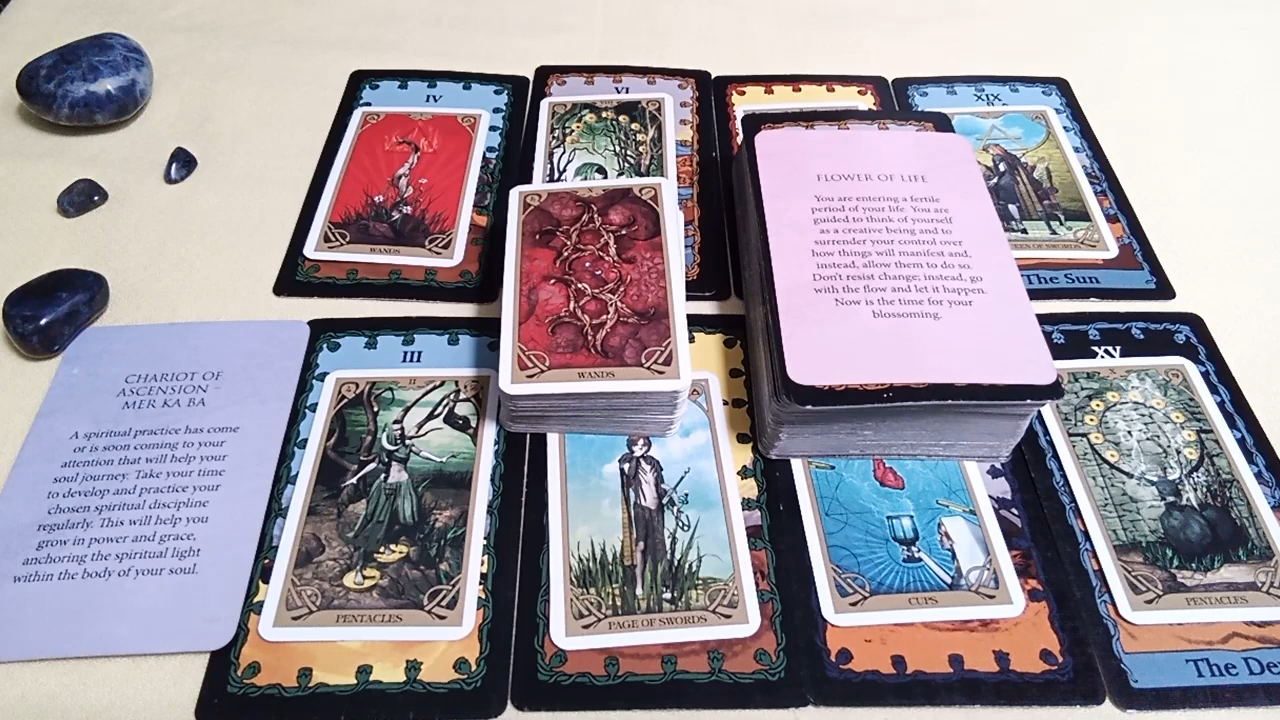 IV
WANDS
VI
XIX
EEN OF SWORDS
The Sun
WANDS
FLOWER OF LIFE
You are entering a fertile
period of your life. You are
guided to think of yourself
as a creative being and to
surrender your control over
how things will manifest and,
instead, allow them to do so.
Don't resist change; instead, go
with the flow and let it happen.
Now is the time for your
blossoming.
CHARIOT OF
ASCENSION –
MER KA BA
A spiritual practice has come
or is soon coming to your
attention that will help your
soul journey. Take your time
to develop and practice your
chosen spiritual discipline
regularly. This will help you
grow in power and grace,
anchoring the spiritual light
within the body of your soul.
III
II
PENTACLES
PAGE OF SWORDS
CUPS
XV
X
PENTACLES
The De